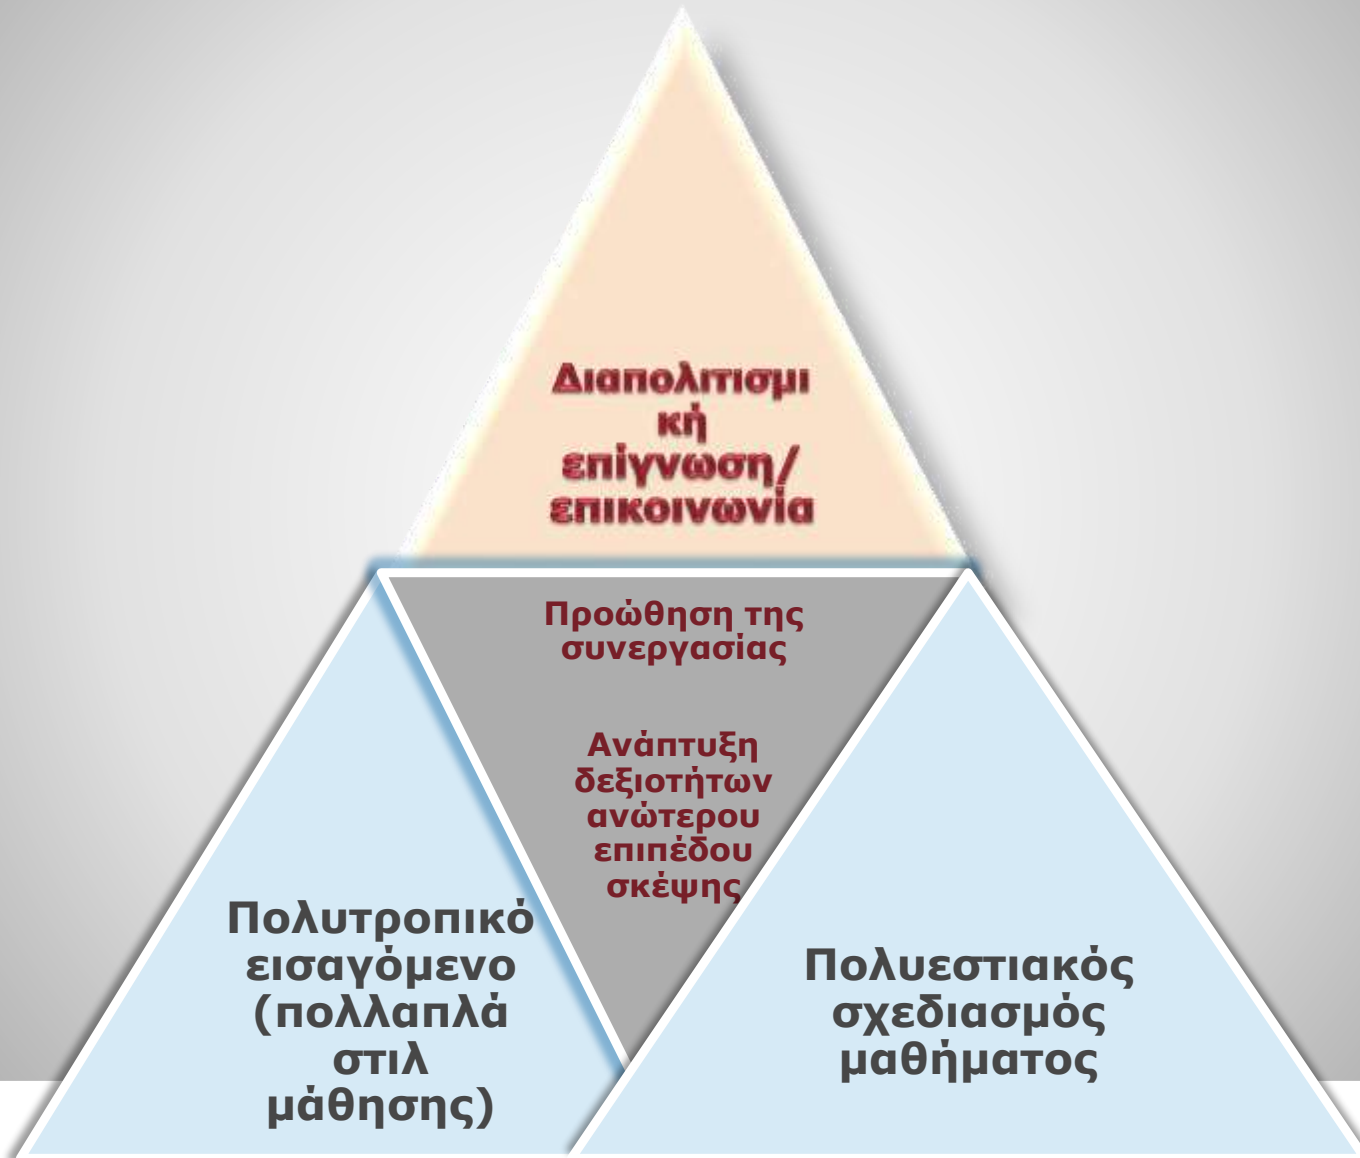 Διαπολιτισμι
κή
επίγνωση/
επικοινωνία
Προώθηση της
συνεργασίας
Ανάπτυξη
δεξιοτήτων
ανώτερου
επιπέδου
σκέψης
Πολυτροπικό
εισαγόμενο
(πολλαπλά
στιλ
μάθησης)
Πολυεστιακός
σχεδιασμός
μαθήματος